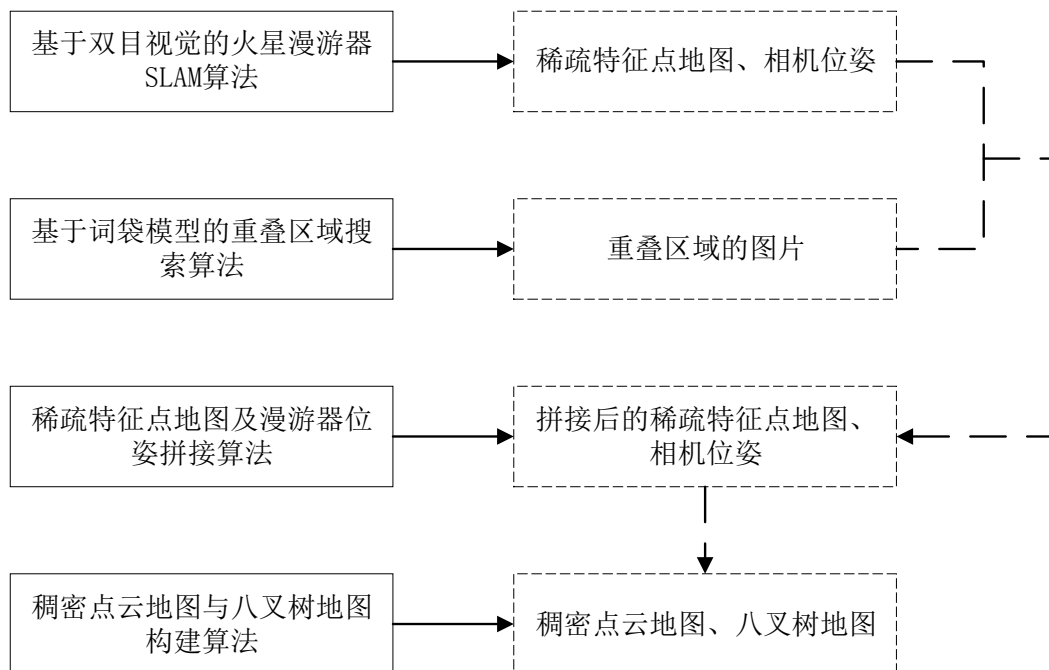 基于双目视觉的火星漫游器
SLAM算法
稀疏特征点地图、相机位姿
基于词袋模型的重叠区域搜
索算法
重叠区域的图片
稀疏特征点地图及漫游器位
姿拼接算法
拼接后的稀疏特征点地图、
相机位姿
稠密点云地图与八叉树地图
构建算法
稠密点云地图、八叉树地图